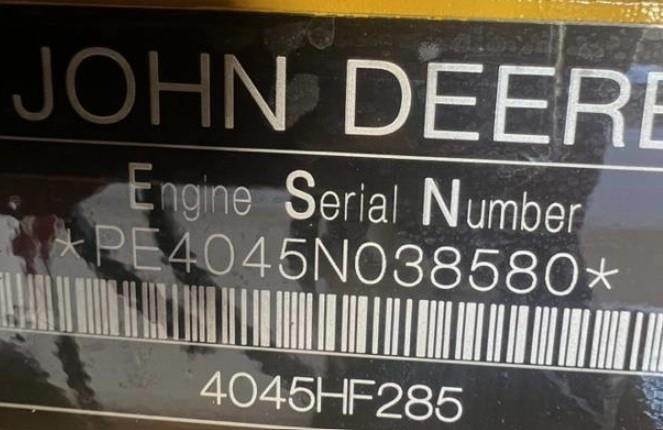 JOHN DEERE
Engine Serial Number
*PE4045N038580*
4045HF285